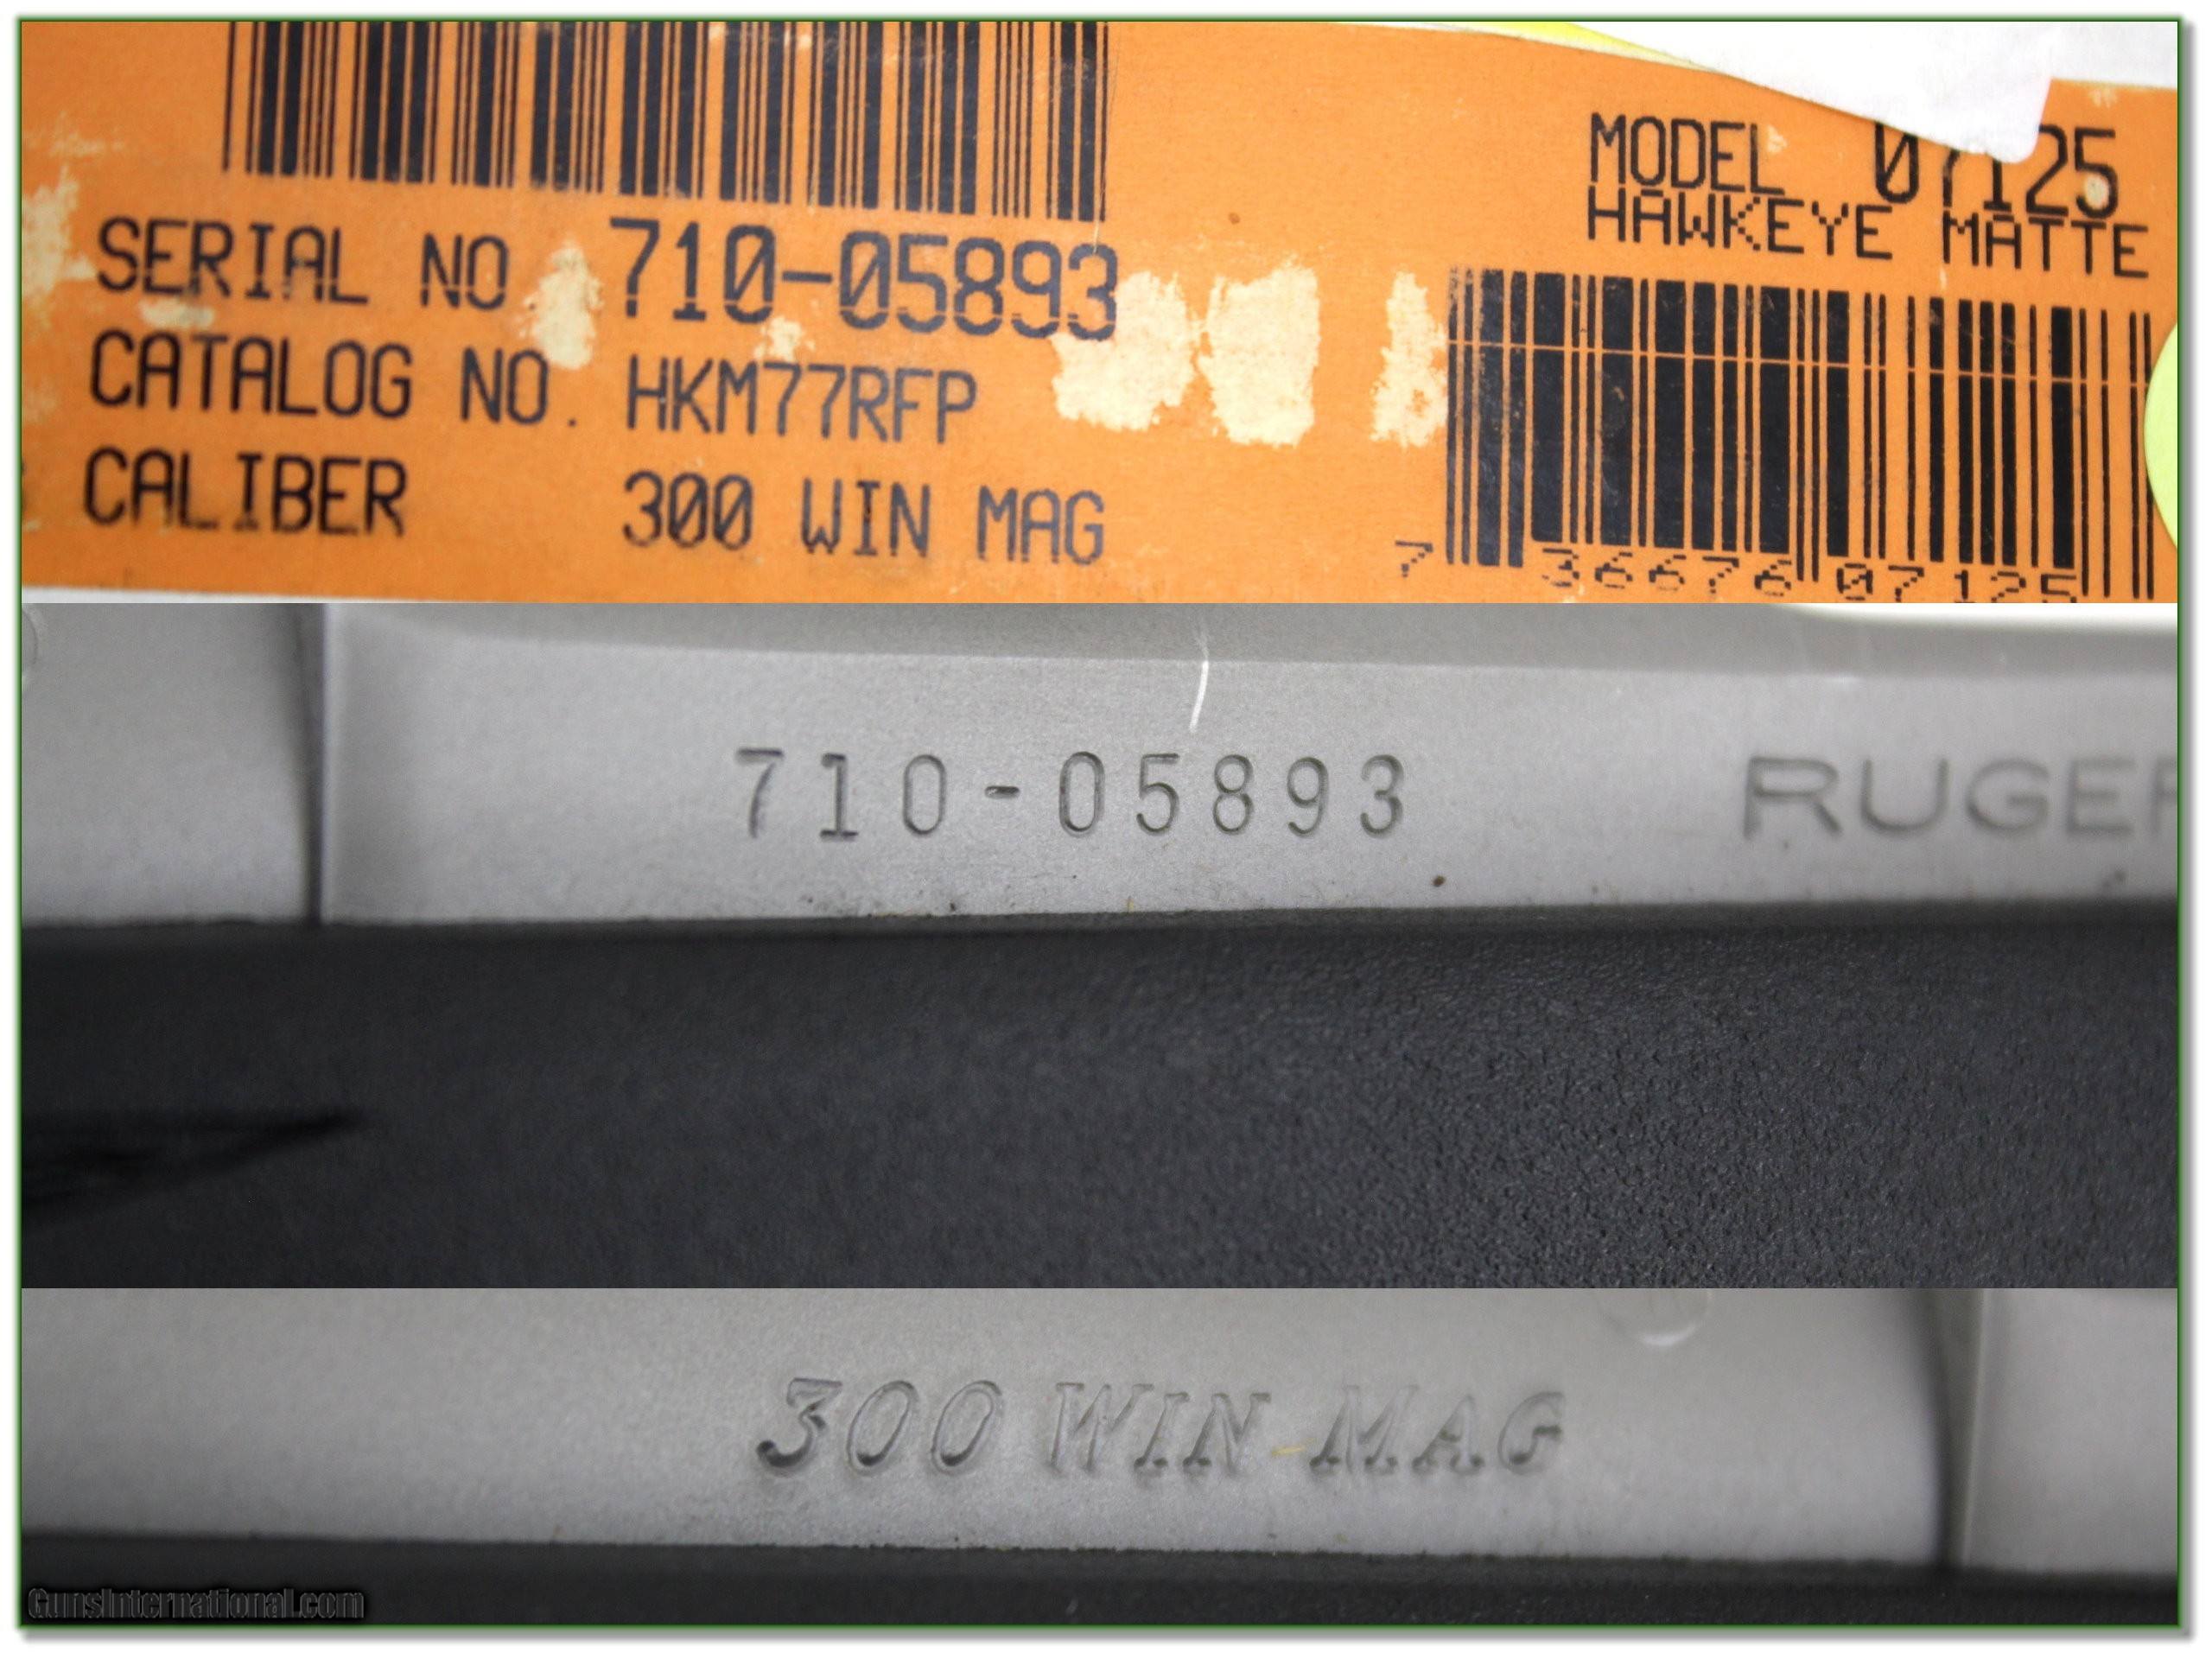 MODEL 07125
HAWKEYE MATTE
SERIAL NO 710-05893
CATALOG NO. HKM77RFP
CALIBER 300 WIN MAG
7 36676 07125
710-05893
RUGER
300 WIN MAG
GunsInternational.com